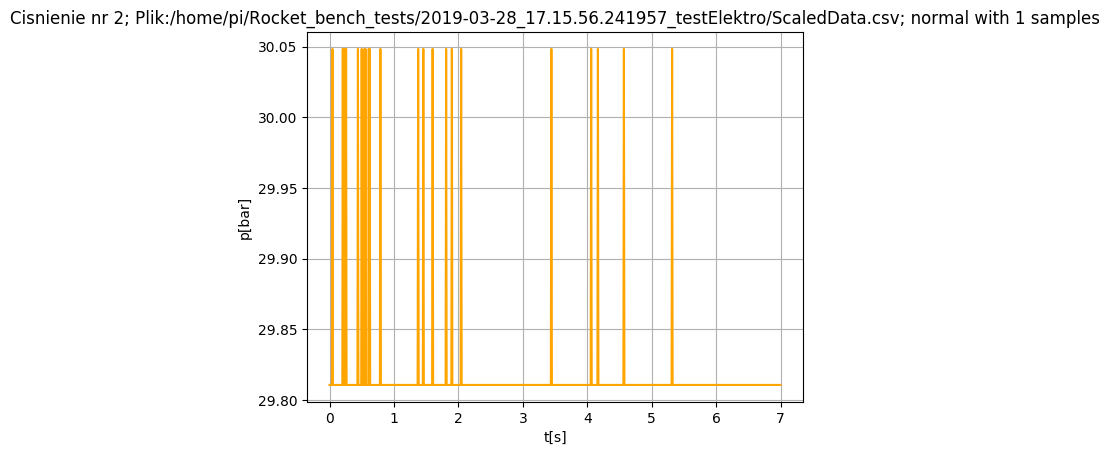 Cisnienie nr 2; Plik:/home/pi/Rocket_bench_tests/2019-03-28_17.15.56.241957_testElektro/ScaledData.csv; normal with 1 samples
30.05
30.00
29.95
29.90
29.85
29.80
p[bar]
0 1 2 3 4 5 6 7
t[s]